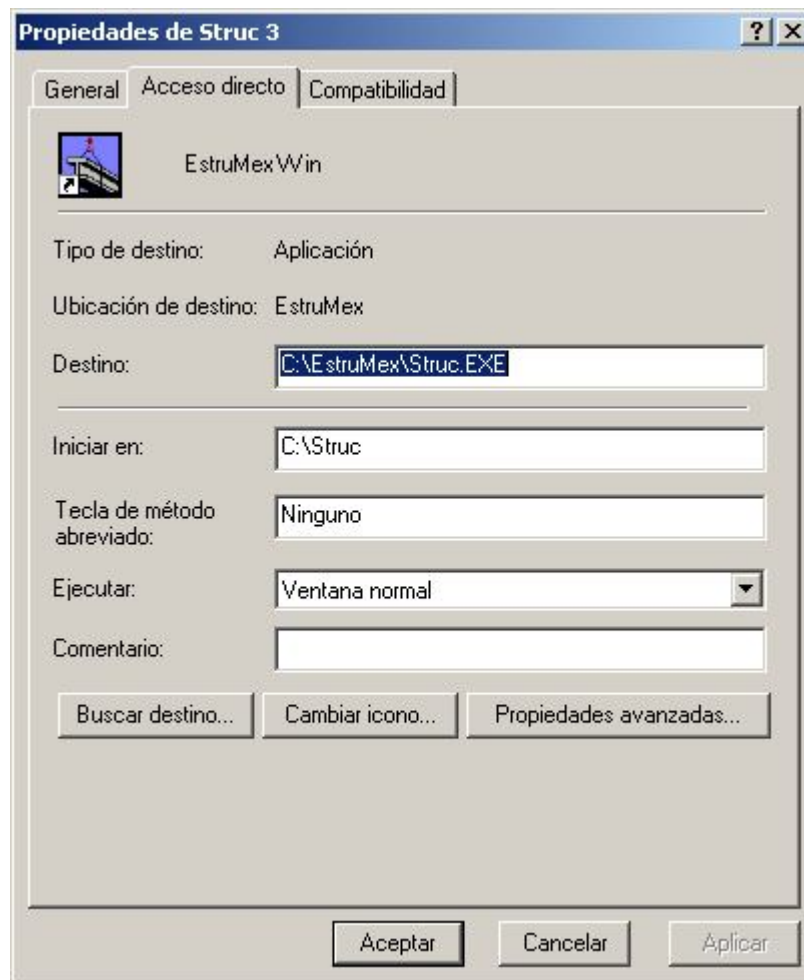 Propiedades de Struc 3
General Acceso directo Compatibilidad
EstruMexWin
Tipo de destino: Aplicación
Ubicación de destino: EstruMex
Destino: C:\EstruMex\Struc.EXE
Iniciar en: C:\Struc
Tecla de método abreviado: Ninguno
Ejecutar: Ventana normal
Comentario:
Buscar destino... Cambiar icono... Propiedades avanzadas...
Aceptar Cancelar Aplicar